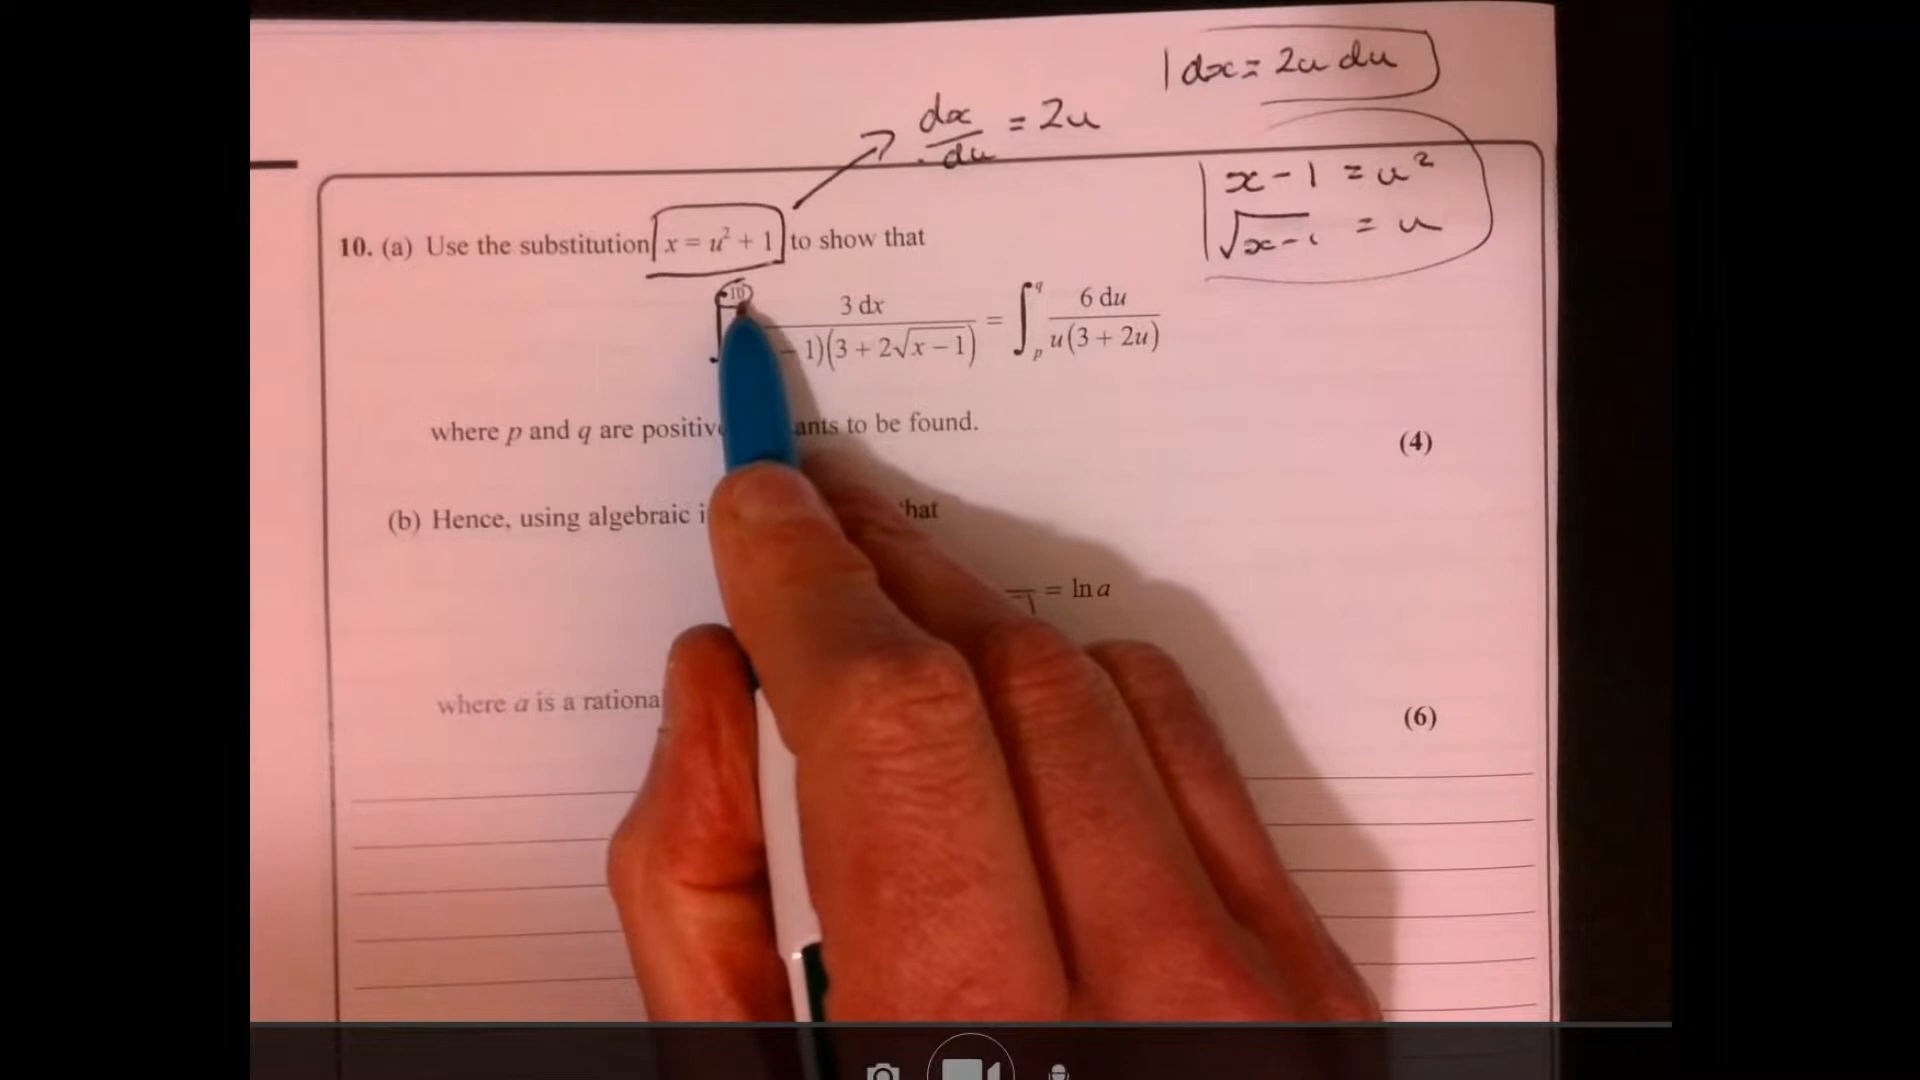 dx = 2u du
dx/du = 2u
x - 1 = u²
√x-1 = u
10. (a) Use the substitution x = u² + 1 to show that
∫ 10 3 dx / - 1)(3 + 2√x - 1) = ∫ q p 6 du / u(3 + 2u)
where p and q are positive ants to be found.
(4)
(b) Hence, using algebraic hat
= ln a
where a is a rational
(6)